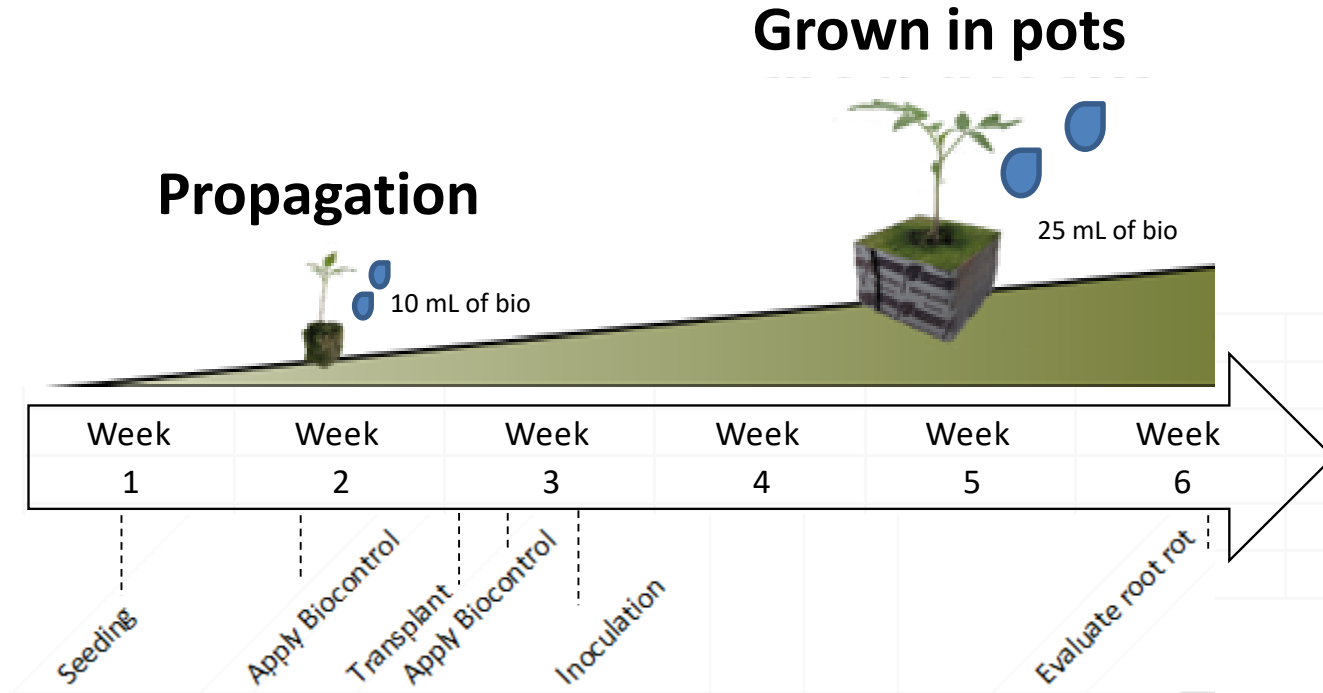 Grown in pots
Propagation
25 mL of bio
10 mL of bio
Week
Week
Week
Week
Week
Week
1
2
3
4
5
6
Seeding
Apply Biocontrol
Transplant
Apply Biocontrol
Inoculation
Evaluate root rot